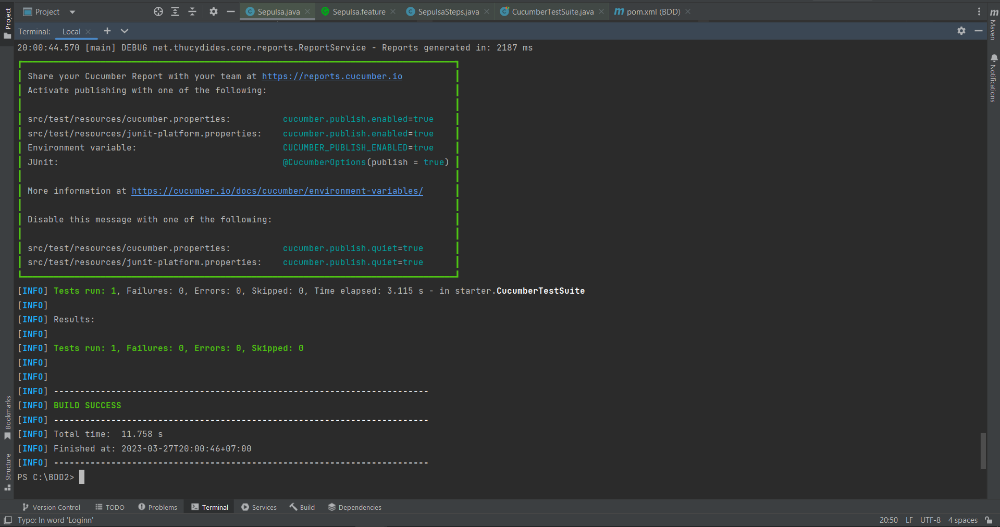 Project
Sepulsa.java
Sepulsa.feature
SepulsaSteps.java
CucumberTestSuite.java
pom.xml (BDD)
Project
Bookmarks
Structure
Maven
Notifications
Terminal:
Local
20:00:44.570 [main] DEBUG net.thucydides.core.reports.ReportService - Reports generated in: 2187 ms
Share your Cucumber Report with your team at https://reports.cucumber.io
Activate publishing with one of the following:
src/test/resources/cucumber.properties: cucumber.publish.enabled=true
src/test/resources/junit-platform.properties: cucumber.publish.enabled=true
Environment variable: CUCUMBER_PUBLISH_ENABLED=true
JUnit: @CucumberOptions(publish = true)
More information at https://cucumber.io/docs/cucumber/environment-variables/
Disable this message with one of the following:
src/test/resources/cucumber.properties: cucumber.publish.quiet=true
src/test/resources/junit-platform.properties: cucumber.publish.quiet=true
[INFO] Tests run: 1, Failures: 0, Errors: 0, Skipped: 0, Time elapsed: 3.115 s - in starter.CucumberTestSuite
[INFO]
[INFO] Results:
[INFO]
[INFO] Tests run: 1, Failures: 0, Errors: 0, Skipped: 0
[INFO]
[INFO]
[INFO] ------------------------------------------------------------------------
[INFO] BUILD SUCCESS
[INFO] ------------------------------------------------------------------------
[INFO] Total time:  11.758 s
[INFO] Finished at: 2023-03-27T20:00:46+07:00
[INFO] ------------------------------------------------------------------------
PS C:\BDD2>
Version Control
TODO
Problems
Terminal
Services
Build
Dependencies
Typo: In word 'Loginn'
20:50
LF
UTF-8
4 spaces